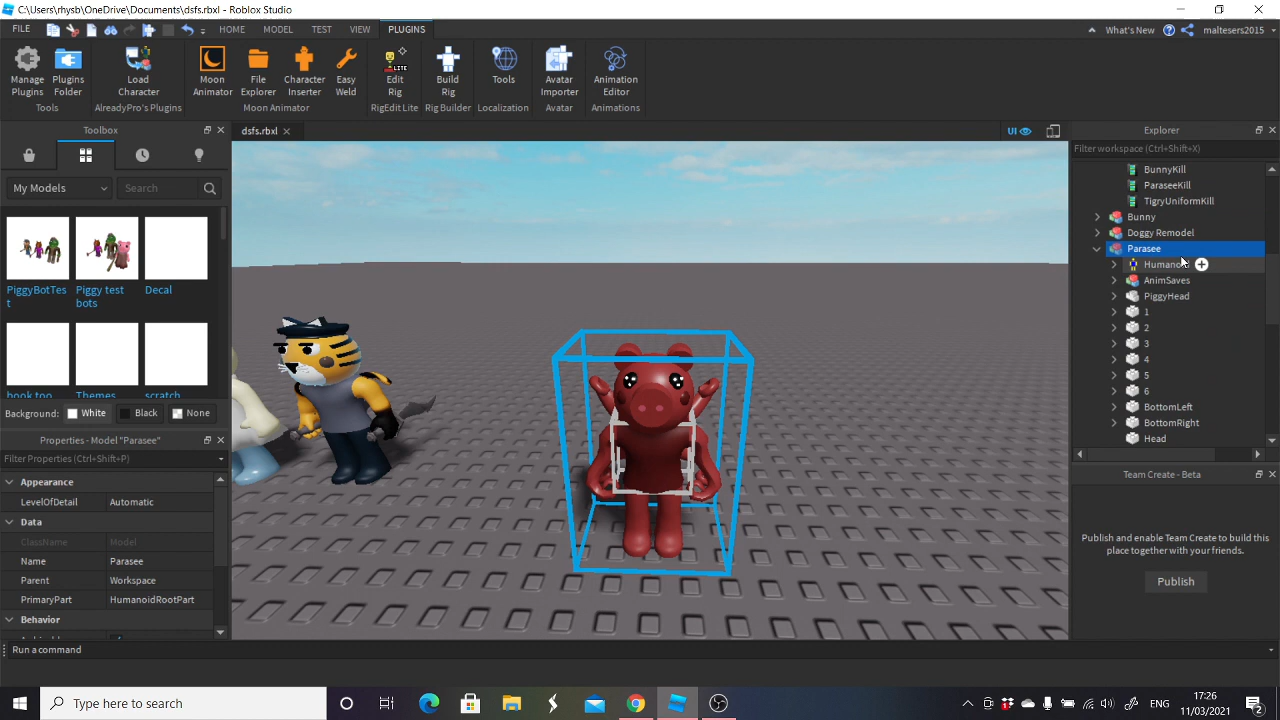 C:\Users\rhysb\OneDrive\Documents\dsfs.rbxl - Roblox Studio
FILE HOME MODEL TEST VIEW PLUGINS What's New maltesers2015
Manage Plugins
Plugins Folder
Load Character
Moon Animator
File Explorer
Character Inserter
Easy Weld
LITE
Edit Rig
Build Rig
Tools
Avatar Importer
Animation Editor
Tools AlreadyPro's Plugins Moon Animator RigEdit Lite Rig Builder Localization Avatar Animations
Toolbox
My Models Search
PiggyBotTes
t
Piggy test
bots
Decal
book too
Themes
scratch
Background: White Black None
Properties - Model "Parasee"
Filter Properties (Ctrl+Shift+P)
Appearance
LevelOfDetail Automatic
Data
ClassName Model
Name Parasee
Parent Workspace
PrimaryPart HumanoidRootPart
Behavior
dsfs.rbxl
UI
Explorer
Filter workspace (Ctrl+Shift+X)
BunnyKill
ParaseeKill
TigryUniformKill
Bunny
Doggy Remodel
Parasee
AnimSaves
PiggyHead
1
2
3
4
5
6
BottomLeft
BottomRight
Head
Team Create - Beta
Publish and enable Team Create to build this
place together with your friends.
Publish
Run a command
Type here to search
ENG
17:26
11/03/2021
2